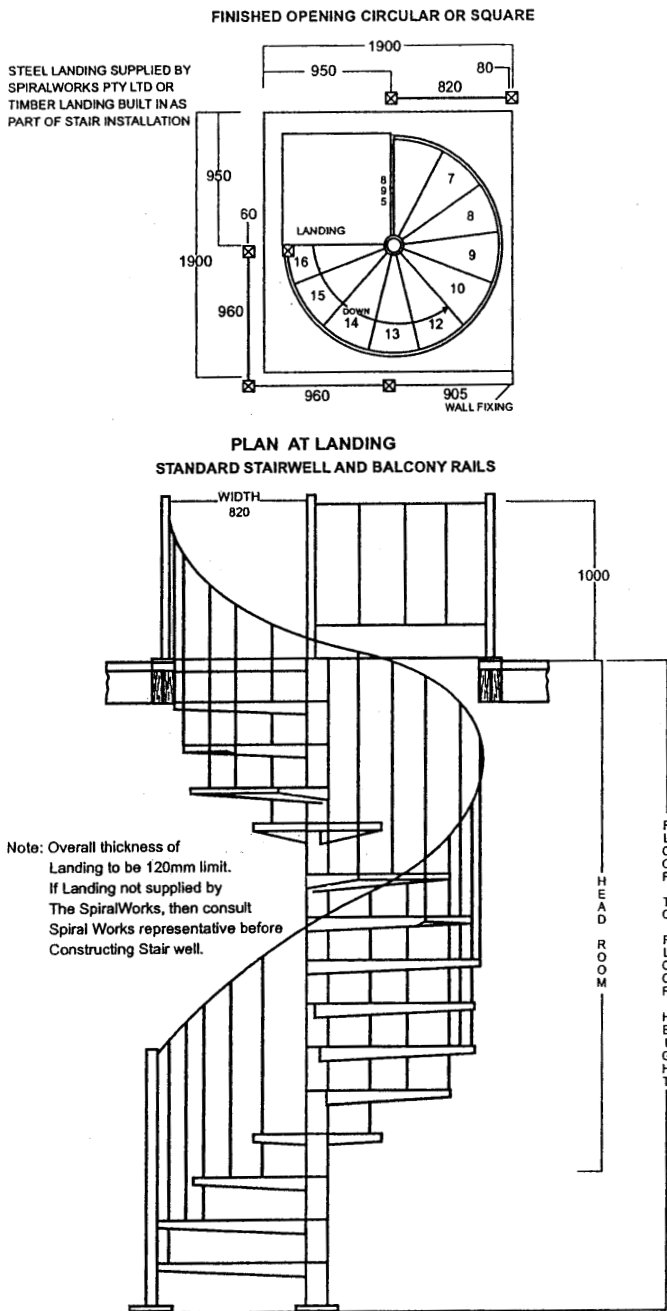 FINISHED OPENING CIRCULAR OR SQUARE
STEEL LANDING SUPPLIED BY
SPIRALWORKS PTY LTD OR
TIMBER LANDING BUILT IN AS
PART OF STAIR INSTALLATION
1900
950
80
820
950
60
1900
960
895
LANDING
7
8
9
10
12
13
14
15
16
DOWN
960
905
WALL FIXING
PLAN AT LANDING
STANDARD STAIRWELL AND BALCONY RAILS
WIDTH
820
1000
Note: Overall thickness of
Landing to be 120mm limit.
If Landing not supplied by
The SpiralWorks, then consult
Spiral Works representative before
Constructing Stair well.
HEAD ROOM
FLOOR TO FLOOR HEIGHT